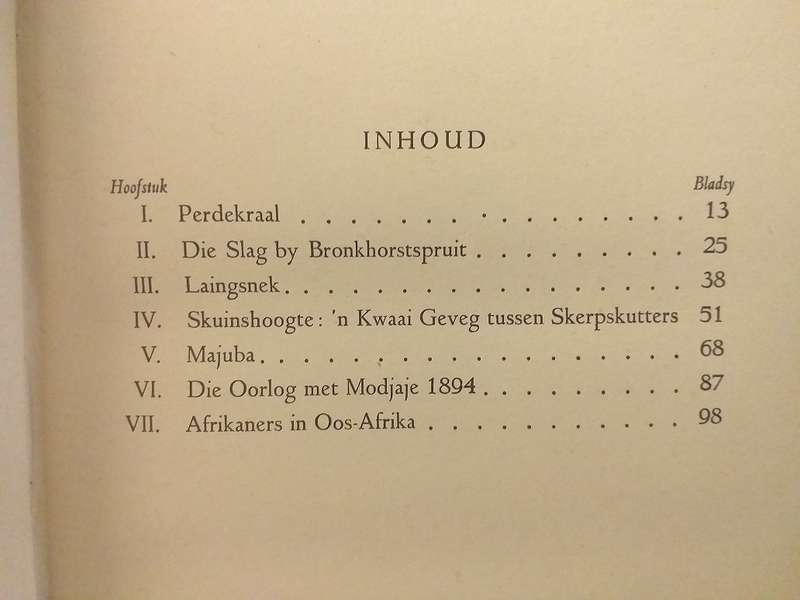 INHOUD
Hoofstuk Bladsy
I. Perdekraal . . . . . . . . . . . . . . . . . 13
II. Die Slag by Bronkhorstspruit . . . . . . . . . 25
III. Laingsnek . . . . . . . . . . . . . . . . . 38
IV. Skuinshoogte: 'n Kwaai Geveg tussen Skerpskutters 51
V. Majuba . . . . . . . . . . . . . . . . . . 68
VI. Die Oorlog met Modjaje 1894 . . . . . . . . . 87
VII. Afrikaners in Oos-Afrika . . . . . . . . . . . 98